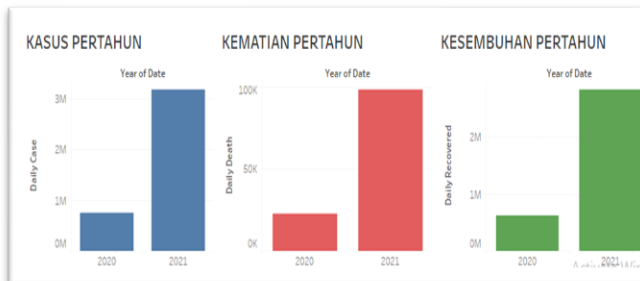 KASUS PERTAHUN
Year of Date
Daily Case
3M
2M
1M
0M
2020
2021
KEMATIAN PERTAHUN
Year of Date
Daily Death
100K
50K
0K
2020
2021
KESEMBUHAN PERTAHUN
Year of Date
Daily Recovered
2M
1M
0M
2020
2021